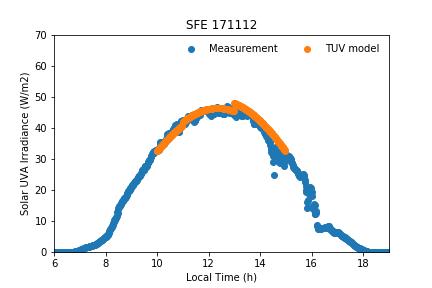 SFE 171112
Measurement TUV model
Solar UVA Irradiance (W/m2)
70
60
50
40
30
20
10
0
6 8 10 12 14 16 18
Local Time (h)